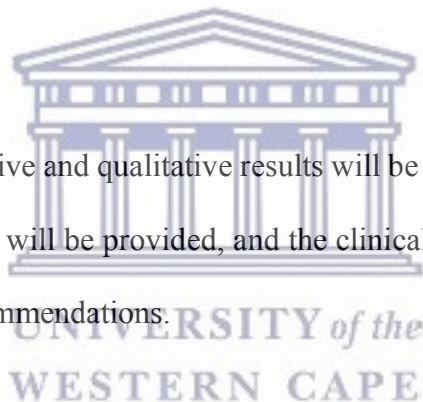 ive and qualitative results will be
will be provided, and the clinical
mmendations.
UNIVERSITY of the
WESTERN CAPE